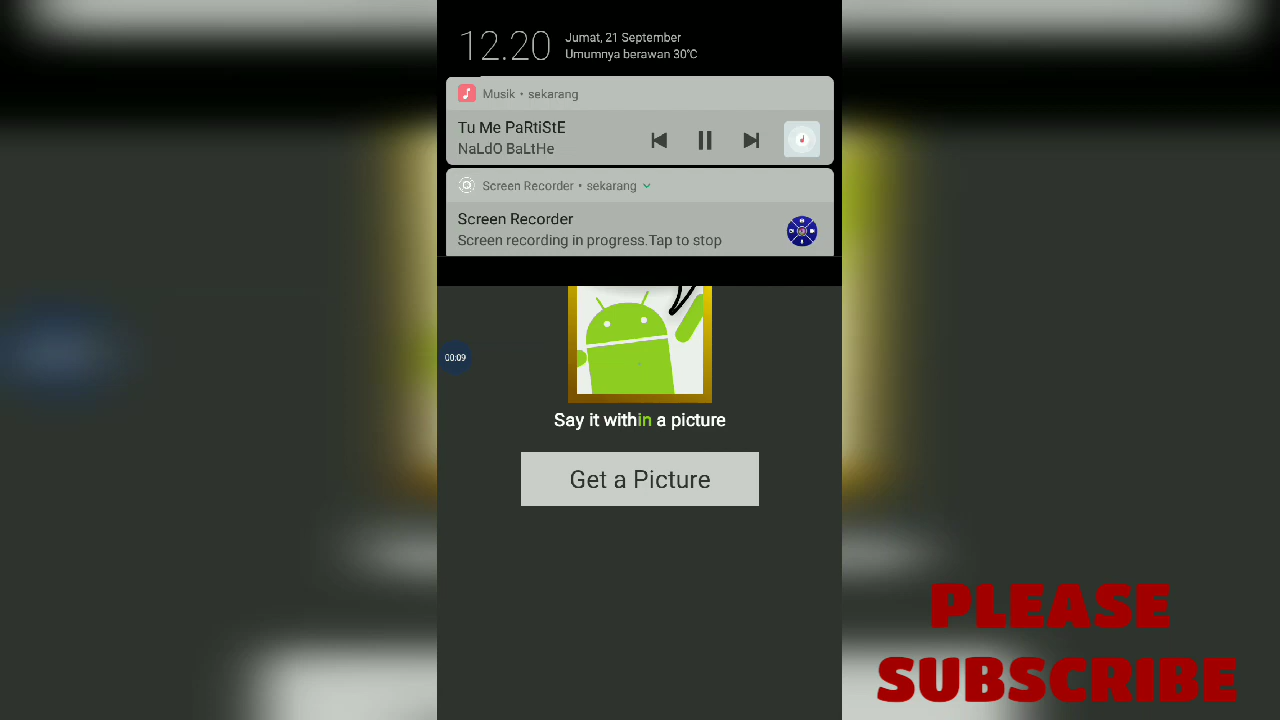 12.20
Jumat, 21 September
Umumnya berawan 30°C
Musik • sekarang
Tu Me PaRtiStE
NaLdO BaLtHe
Screen Recorder • sekarang
Screen Recorder
Screen recording in progress.Tap to stop
00:09
Say it within a picture
Get a Picture
PLEASE
SUBSCRIBE